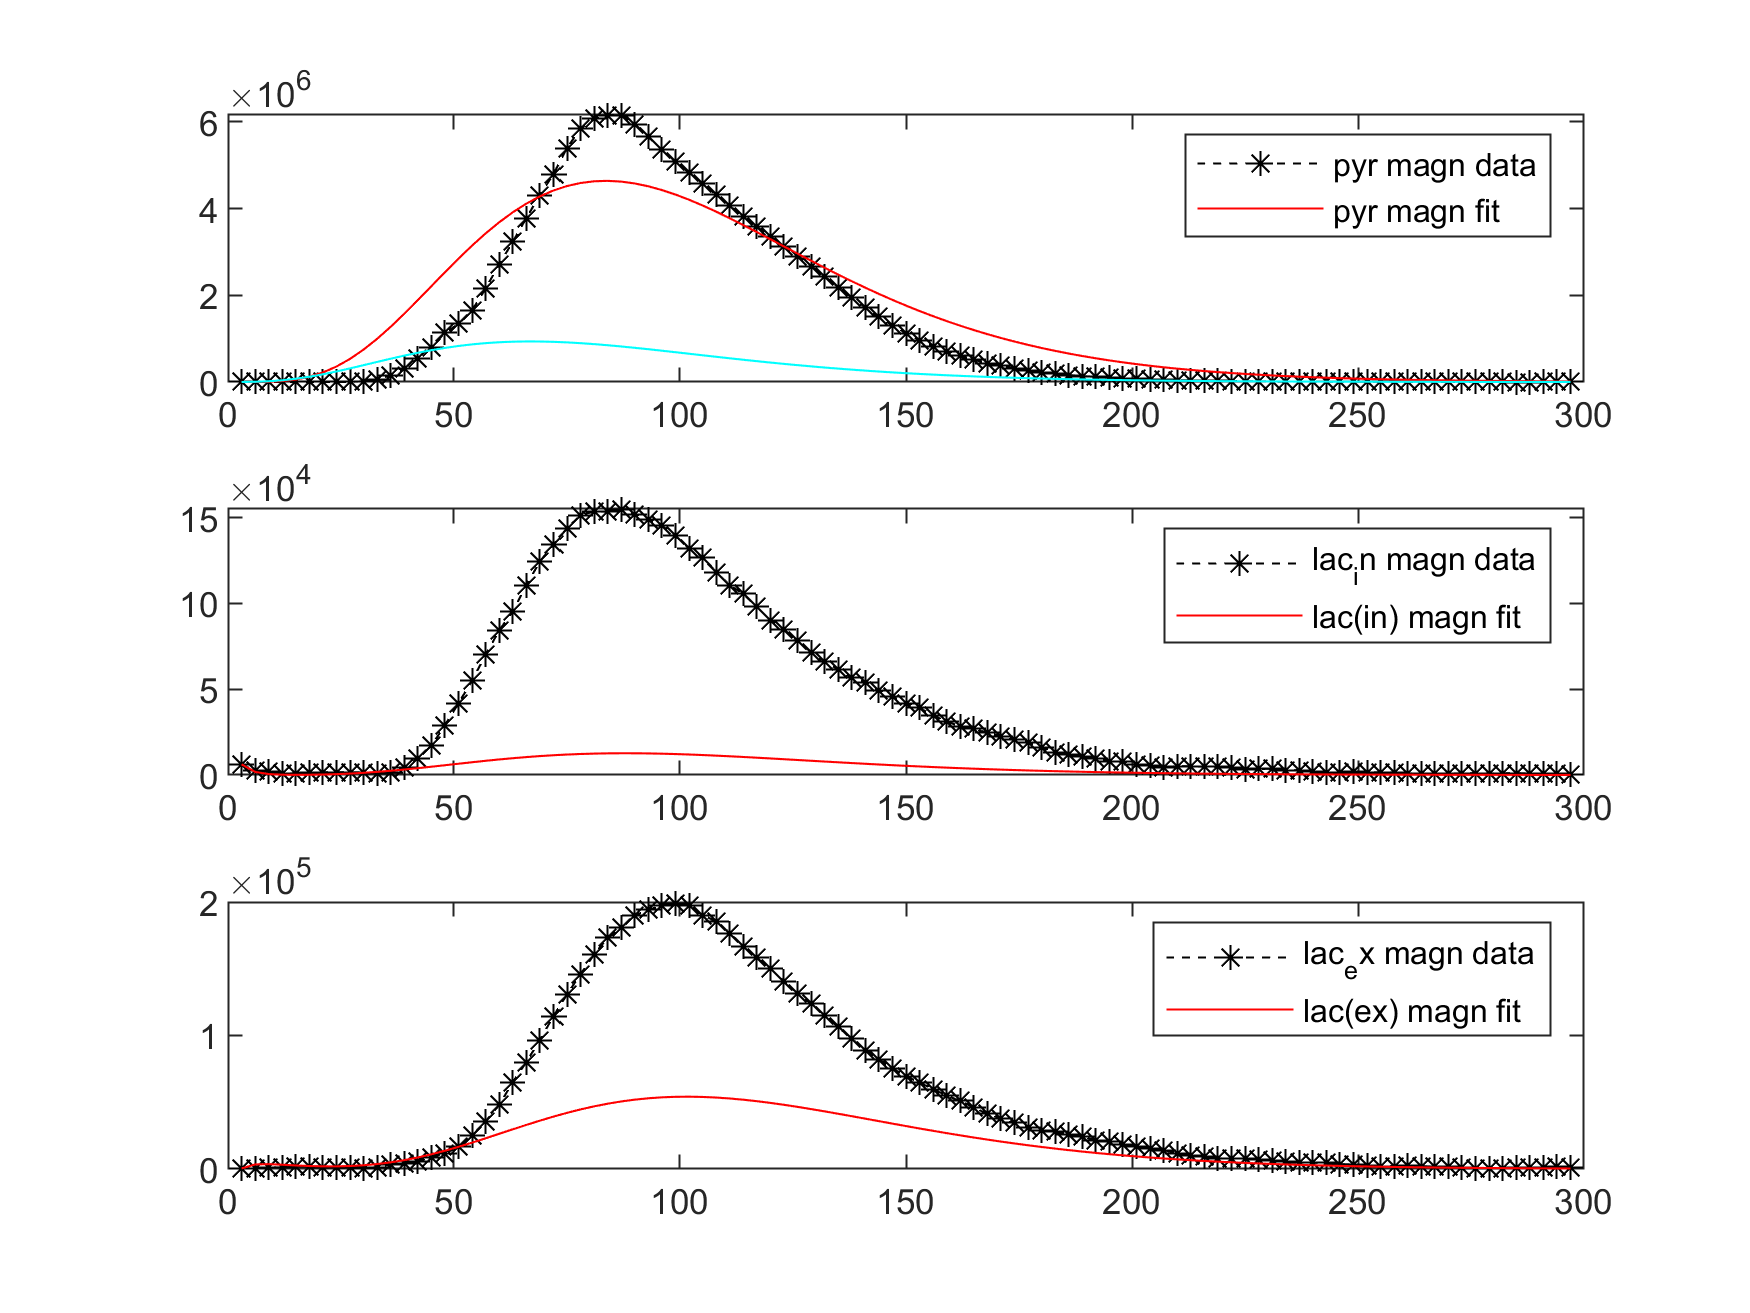 ×10^6
6
4
2
0
0 50 100 150 200 250 300
pyr magn data
pyr magn fit
×10^4
15
10
5
0
0 50 100 150 200 250 300
lac_in magn data
lac(in) magn fit
×10^5
2
1
0
0 50 100 150 200 250 300
lac_ex magn data
lac(ex) magn fit